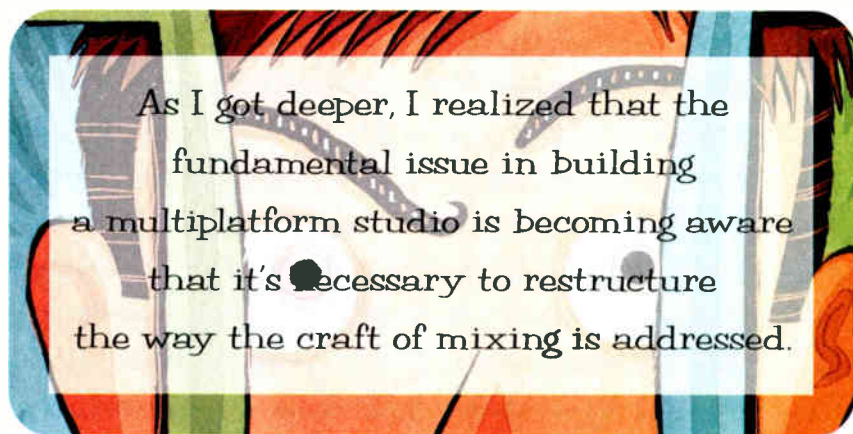 As I got deeper, I realized that the
fundamental issue in building
a multiplatform studio is becoming aware
that it's necessary to restructure
the way the craft of mixing is addressed.